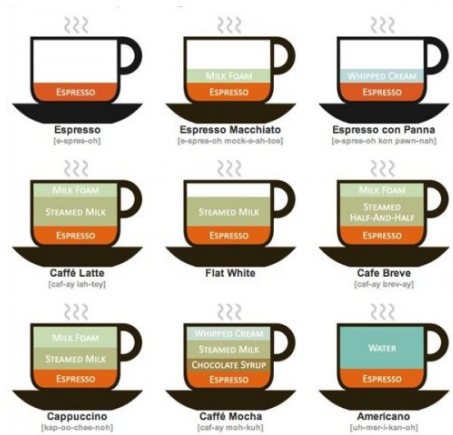 MILK FOAM
WHIPPED CREAM
ESPRESSO
ESPRESSO
ESPRESSO
Espresso
Espresso Macchiato
Espresso con Panna
[e-spres-oh]
[e-spres-oh mock-e-ah-toe]
[e-spres-oh kon pawn-nah]
MILK FOAM
MILK FOAM
STEAMED MILK
STEAMED MILK
STEAMED
HALF-AND-HALF
ESPRESSO
ESPRESSO
ESPRESSO
Caffé Latte
Flat White
Cafe Breve
[caf-ay lah-tey]
[caf-ay brev-ay]
MILK FOAM
STEAMED MILK
ESPRESSO
WHIPPED CREAM
STEAMED MILK
CHOCOLATE SYRUP
ESPRESSO
WATER
ESPRESSO
Cappuccino
Caffé Mocha
Americano
[kap-oo-chee-noh]
[caf-ay moh-kuh]
[uh-mer-i-kan-oh]